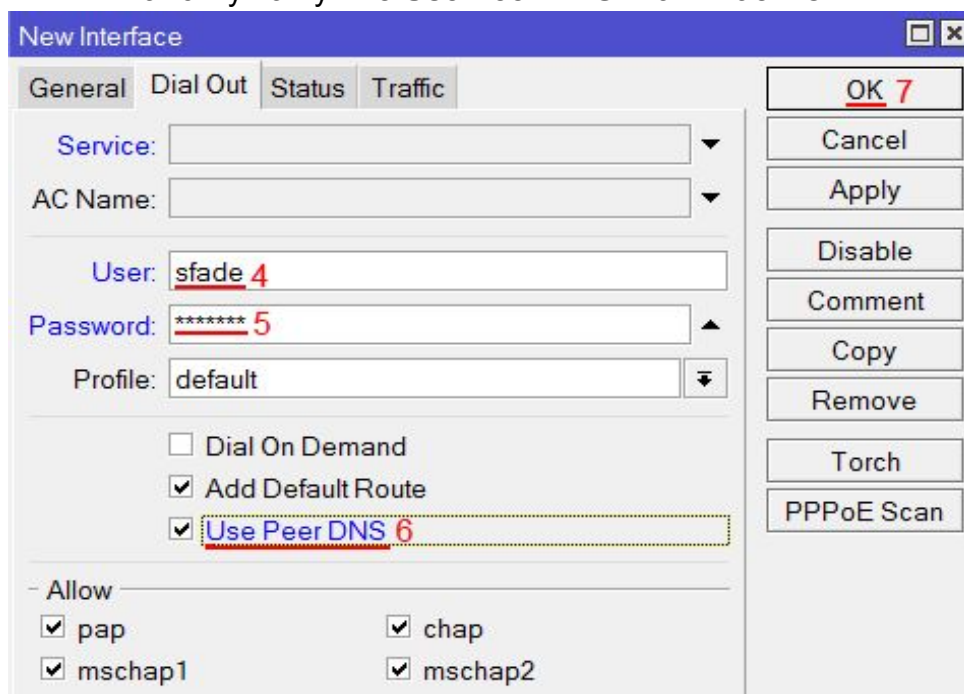 New Interface
General Dial Out Status Traffic
Service:
AC Name:
User: sfade 4
Password: ******* 5
Profile: default
Dial On Demand
Add Default Route
Use Peer DNS 6
Allow
pap chap
mschap1 mschap2
OK 7
Cancel
Apply
Disable
Comment
Copy
Remove
Torch
PPPoE Scan